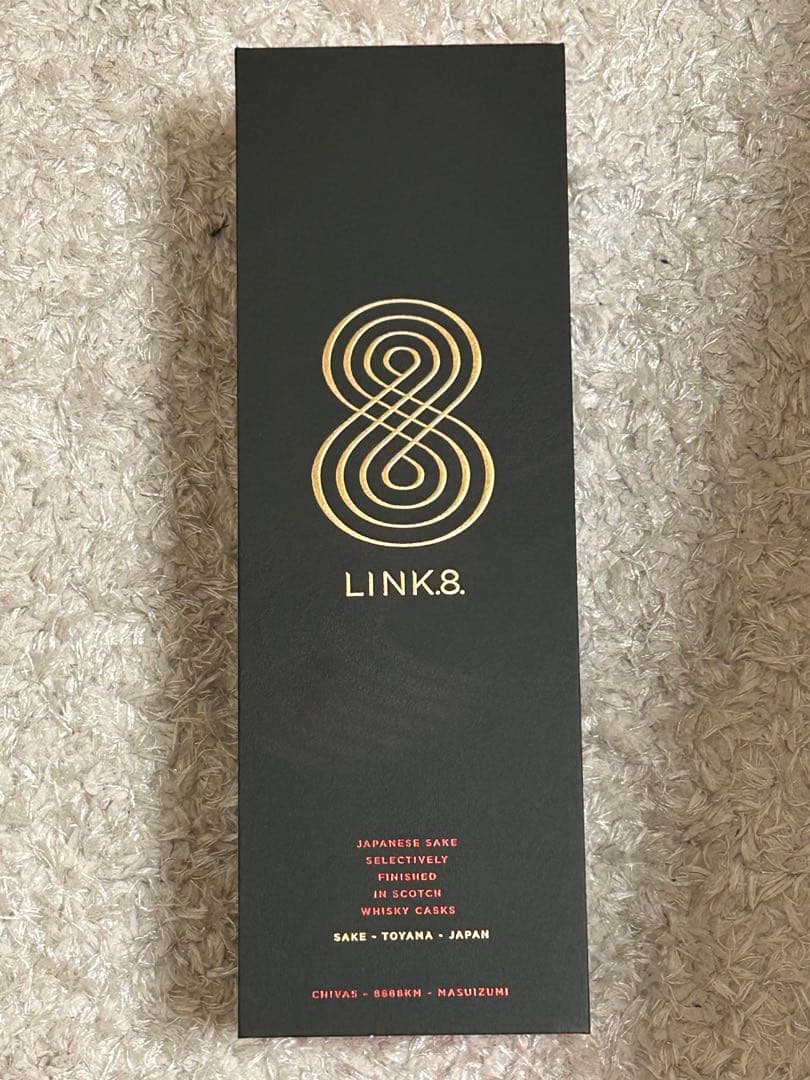 LINK.8.
JAPANESE SAKE
SELECTIVELY
FINISHED
IN SCOTCH
WHISKY CASKS
SAKE - TOYAMA - JAPAN
CHIVAS - 8888KM - MASUIZUMI